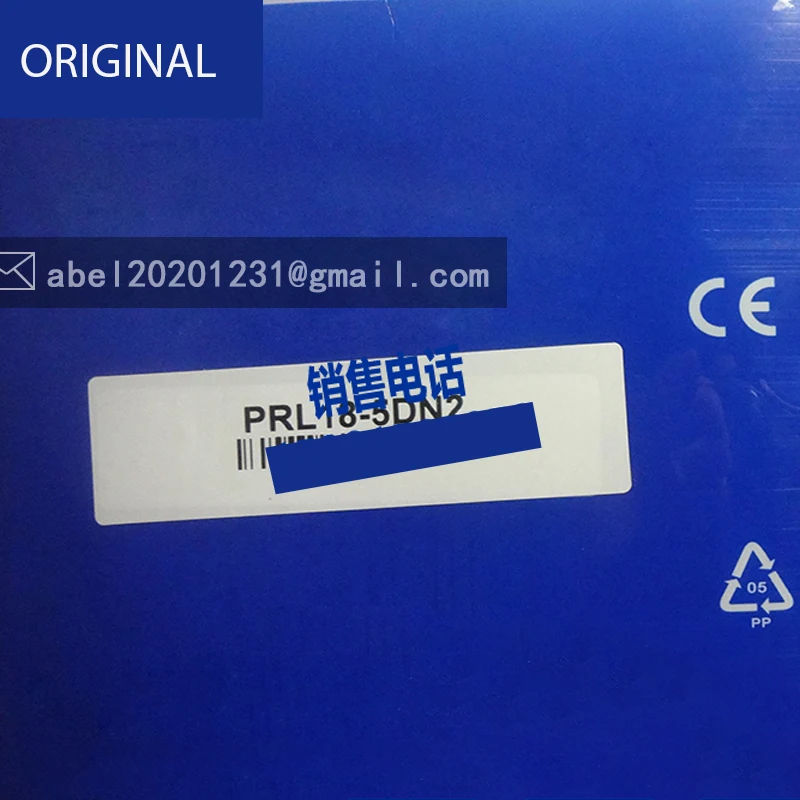 ORIGINAL
abel20201231@gmail.com
CE
销售电话
PRL18-5DN2
05
PP